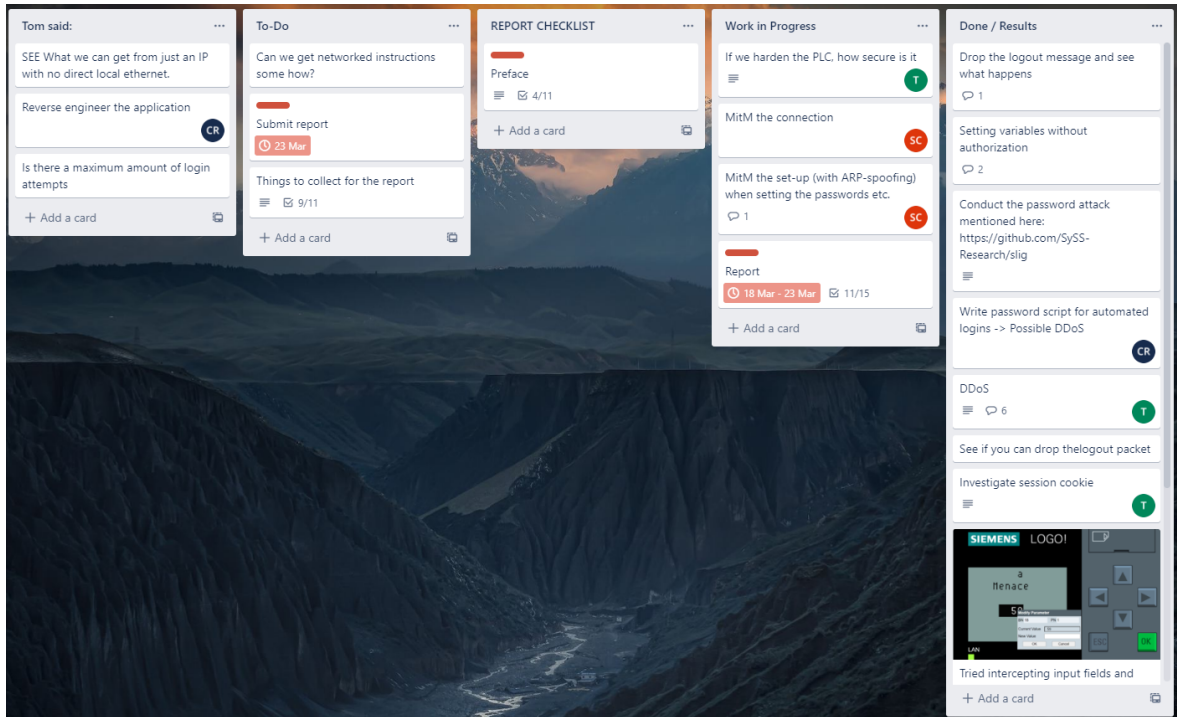 Tom said:
SEE What we can get from just an IP
with no direct local ethernet.
Reverse engineer the application
CR
Is there a maximum amount of login
attempts
+ Add a card
To-Do
Can we get networked instructions
some how?
Submit report
23 Mar
Things to collect for the report
9/11
+ Add a card
REPORT CHECKLIST
Preface
4/11
+ Add a card
Work in Progress
If we harden the PLC, how secure is it
T
MitM the connection
SC
MitM the set-up (with ARP-spoofing)
when setting the passwords etc.
1
SC
Report
18 Mar - 23 Mar
11/15
+ Add a card
Done / Results
Drop the logout message and see
what happens
1
Setting variables without
authorization
2
Conduct the password attack
mentioned here:
https://github.com/SySS-
Research/slig
Write password script for automated
logins -> Possible DDoS
CR
DDoS
6
T
See if you can drop thelogout packet
Investigate session cookie
T
SIEMENS LOGO!
a
Menace
Modify Parameter
Current Value
New Value
OK
Cancel
ESC
OK
LAN
Tried intercepting input fields and
+ Add a card